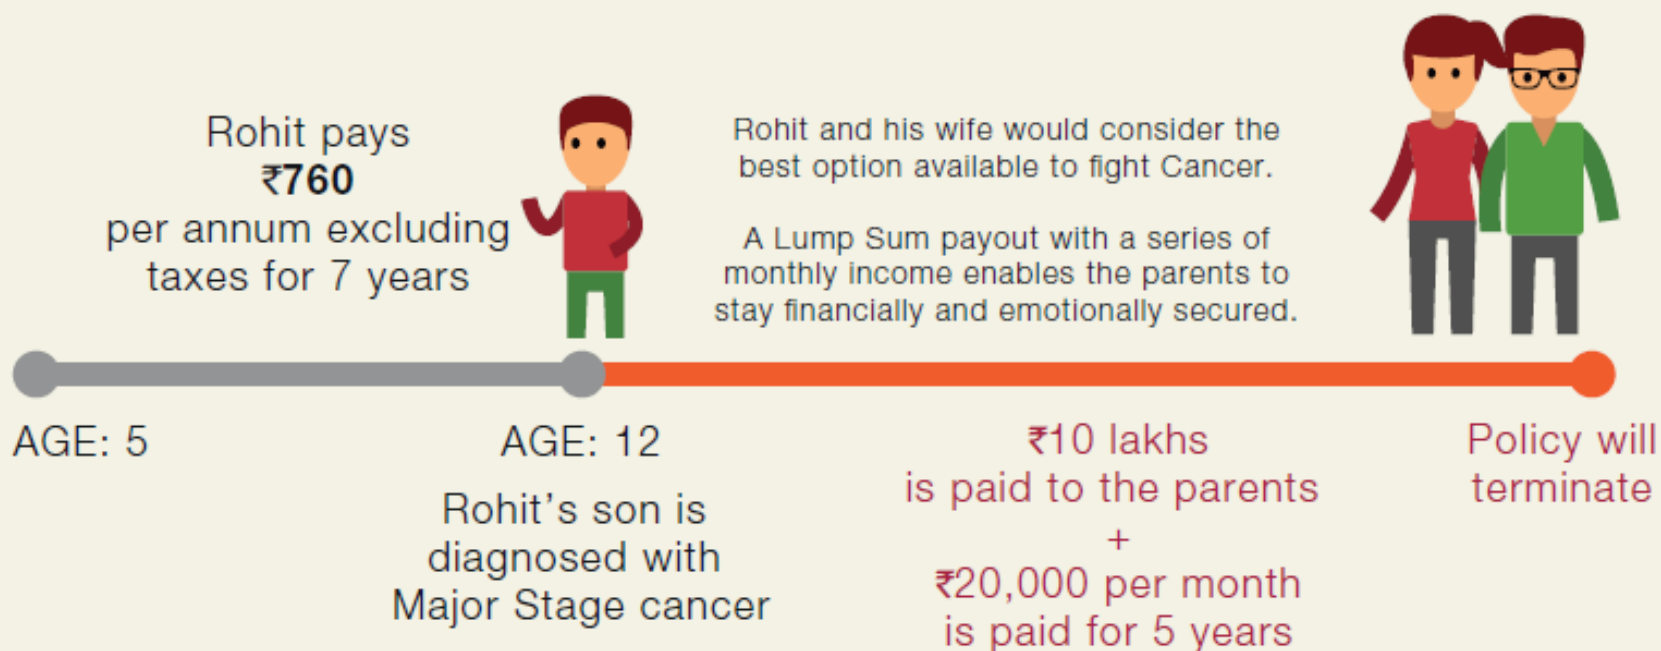 Rohit pays
₹760
per annum excluding
taxes for 7 years
Rohit and his wife would consider the
best option available to fight Cancer.
A Lump Sum payout with a series of
monthly income enables the parents to
stay financially and emotionally secured.
AGE: 5
AGE: 12
Rohit's son is
diagnosed with
Major Stage cancer
₹10 lakhs
is paid to the parents
+
₹20,000 per month
is paid for 5 years
Policy will
terminate